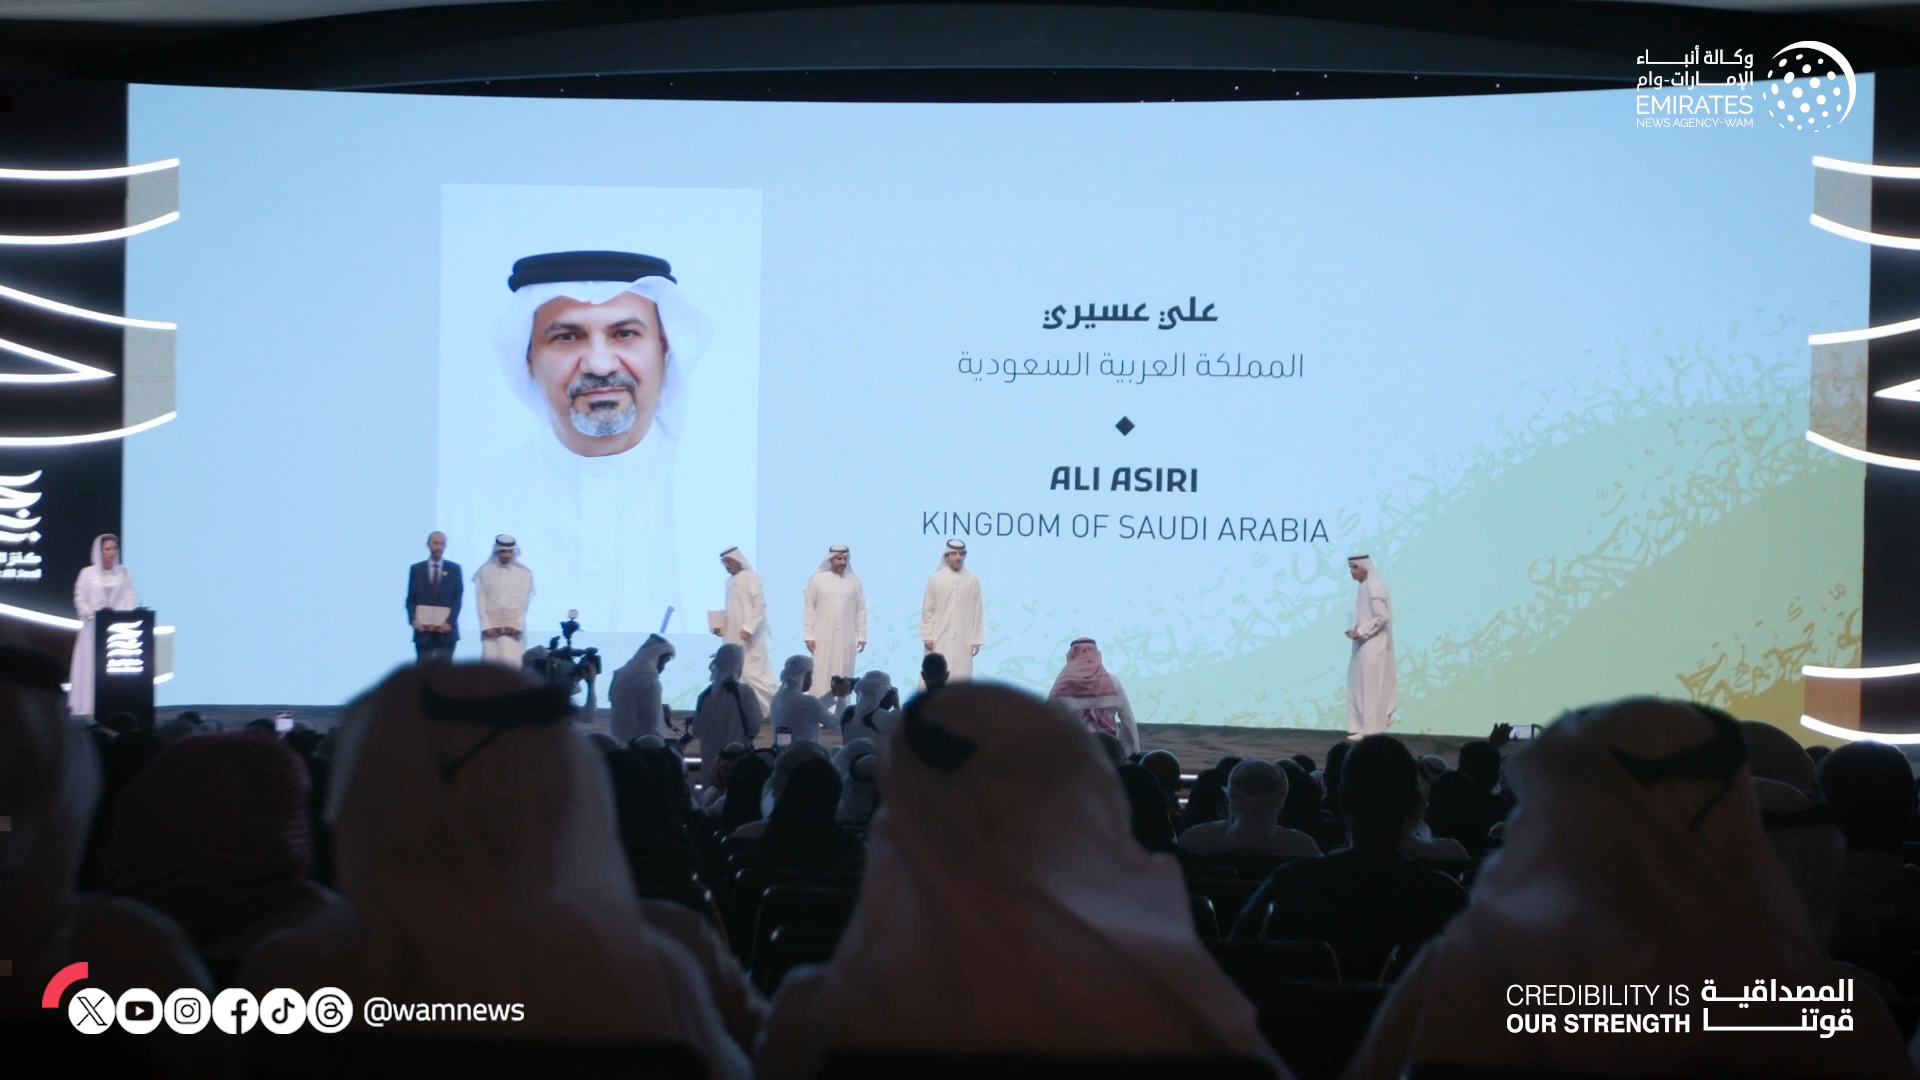 وكالة أنباء
الإمارات-وام
EMIRATES
NEWS AGENCY-WAM
علي عسيري
المملكة العربية السعودية
ALI ASIRI
KINGDOM OF SAUDI ARABIA
@wamnews
CREDIBILITY IS
OUR STRENGTH
المصداقية
قوتنا